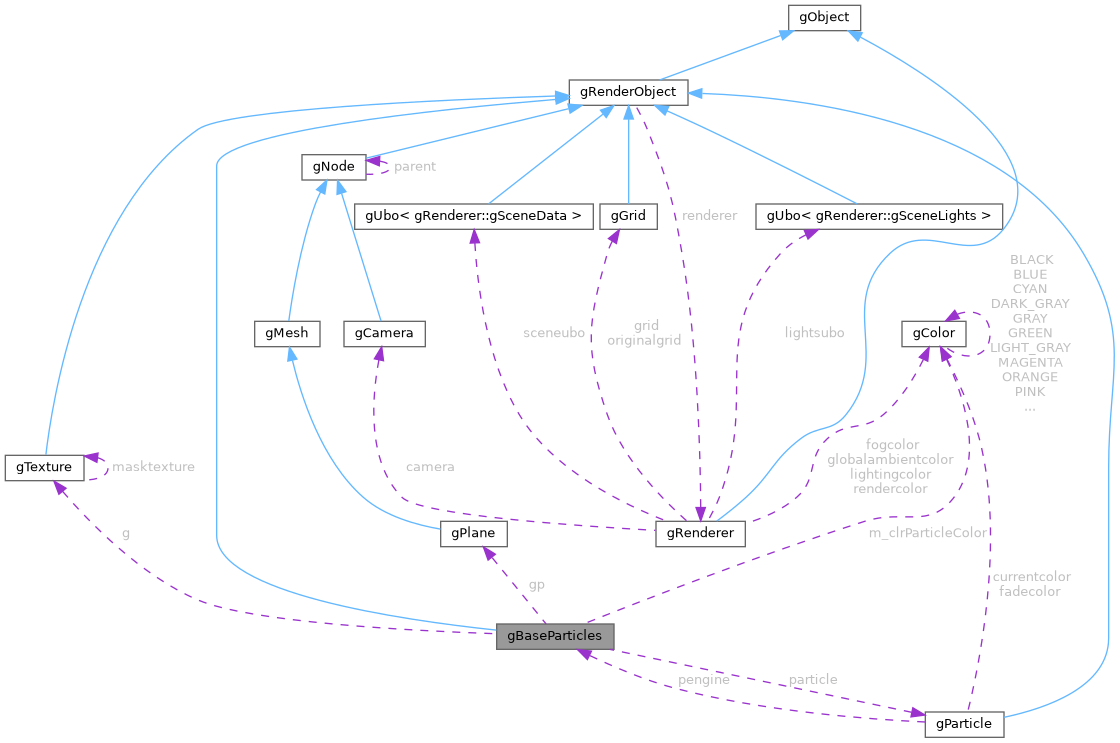 gObject
gRenderObject
gNode
parent
gUbo< gRenderer::gSceneData >
gGrid
renderer
gUbo< gRenderer::gSceneLights >
BLACK
BLUE
CYAN
DARK_GRAY
GRAY
GREEN
LIGHT_GRAY
MAGENTA
ORANGE
PINK
...
gMesh
gCamera
sceneubo
grid
originalgrid
lightsubo
gColor
gTexture
masktexture
camera
fogcolor
globalambientcolor
lightingcolor
rendercolor
g
gPlane
gRenderer
m_clrParticleColor
gp
currentcolor
fadecolor
gBaseParticles
pengine
particle
gParticle